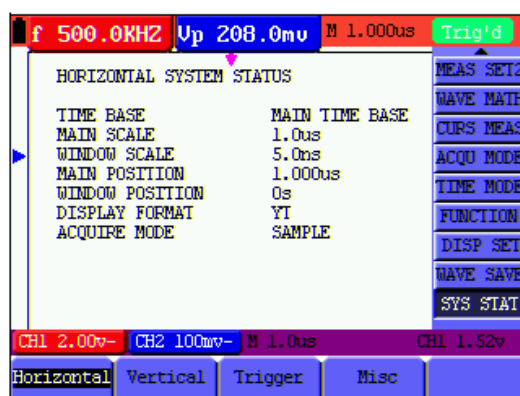 f 500.0KHZ Vp 208.0mv M 1.000us Trig'd
HORIZONTAL SYSTEM STATUS
TIME BASE MAIN TIME BASE
MAIN SCALE 1.0us
WINDOW SCALE 5.0ns
MAIN POSITION 1.000us
WINDOW POSITION 0s
DISPLAY FORMAT YT
ACQUIRE MODE SAMPLE
MEAS SET2
WAVE MATH
CURS MEAS
ACQU MODE
TIME MODE
FUNCTION
DISP SET
WAVE SAVE
SYS STAT
CH1 2.00v- CH2 100mv- M 1.0us CH1 1.52v
Horizontal Vertical Trigger Misc